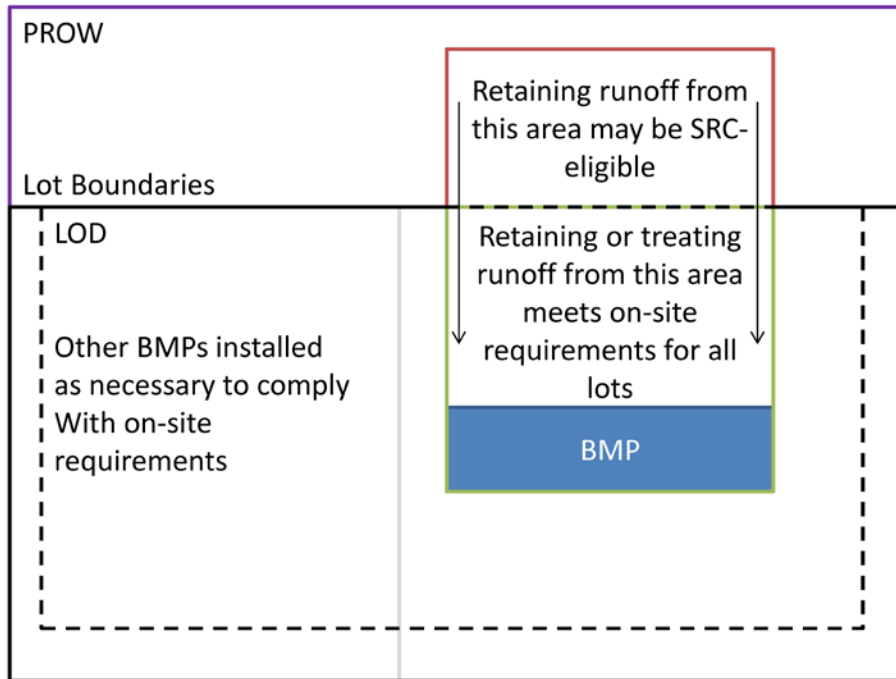 PROW
Retaining runoff from
this area may be SRC-
eligible
Lot Boundaries
LOD
Retaining or treating
runoff from this area
meets on-site
requirements for all
lots
Other BMPs installed
as necessary to comply
With on-site
requirements
BMP